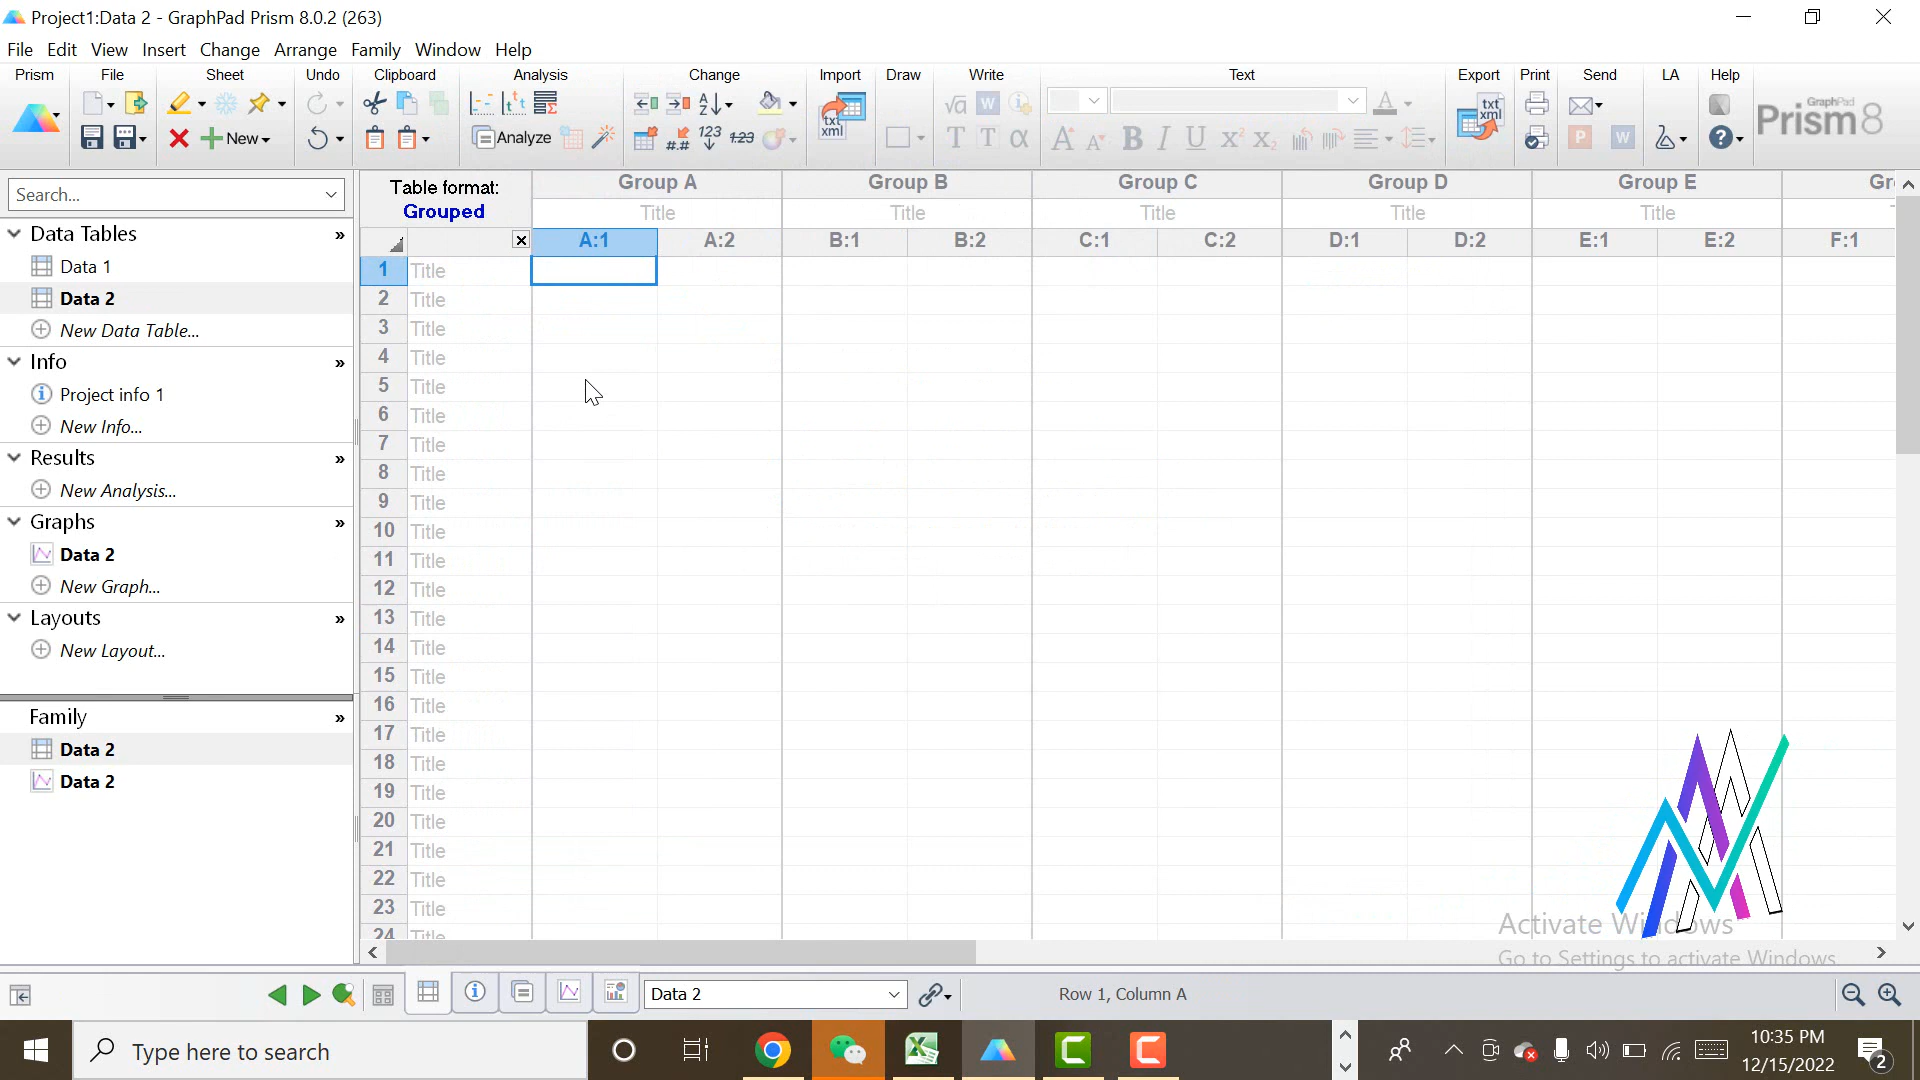 Project1:Data 2 - GraphPad Prism 8.0.2 (263)
File Edit View Insert Change Arrange Family Window Help
Prism File Sheet Undo Clipboard Analysis Change Import Draw Write Text Export Print Send LA Help
New
Analyze
GraphPad
Prism 8
Search...
Table format:
Grouped
Group A Group B Group C Group D Group E
Title Title Title Title Title
A:1 A:2 B:1 B:2 C:1 C:2 D:1 D:2 E:1 E:2 F:1
Data Tables
Data 1
Data 2
New Data Table...
Info
Project info 1
New Info...
Results
New Analysis...
Graphs
Data 2
New Graph...
Layouts
New Layout...
Family
Data 2
Data 2
1 Title
2 Title
3 Title
4 Title
5 Title
6 Title
7 Title
8 Title
9 Title
10 Title
11 Title
12 Title
13 Title
14 Title
15 Title
16 Title
17 Title
18 Title
19 Title
20 Title
21 Title
22 Title
23 Title
24 Title
Activate Windows
Go to Settings to activate Windows
Data 2
Row 1, Column A
Type here to search
10:35 PM
12/15/2022
2